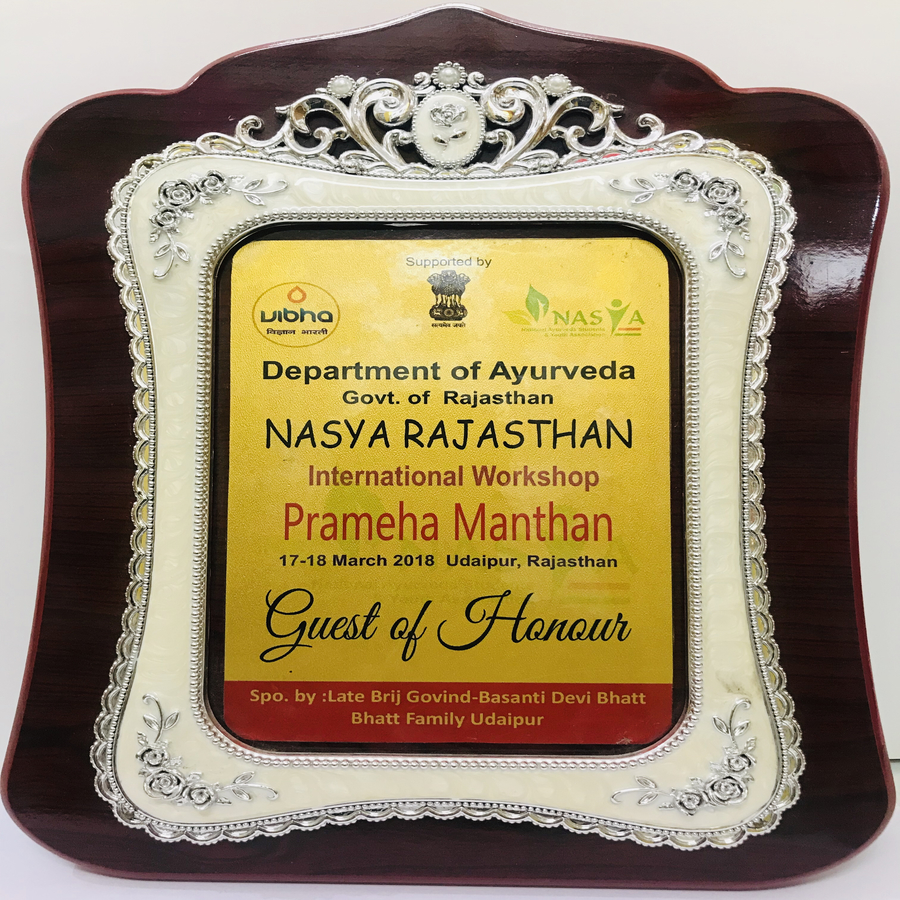 Supported by
vibha
विज्ञान भारती
सत्यमेव जयते
NASYA
Department of Ayurveda
Govt. of Rajasthan
NASYA RAJASTHAN
International Workshop
Prameha Manthan
17-18 March 2018 Udaipur, Rajasthan
Guest of Honour
Spo. by :Late Brij Govind-Basanti Devi Bhatt
Bhatt Family Udaipur